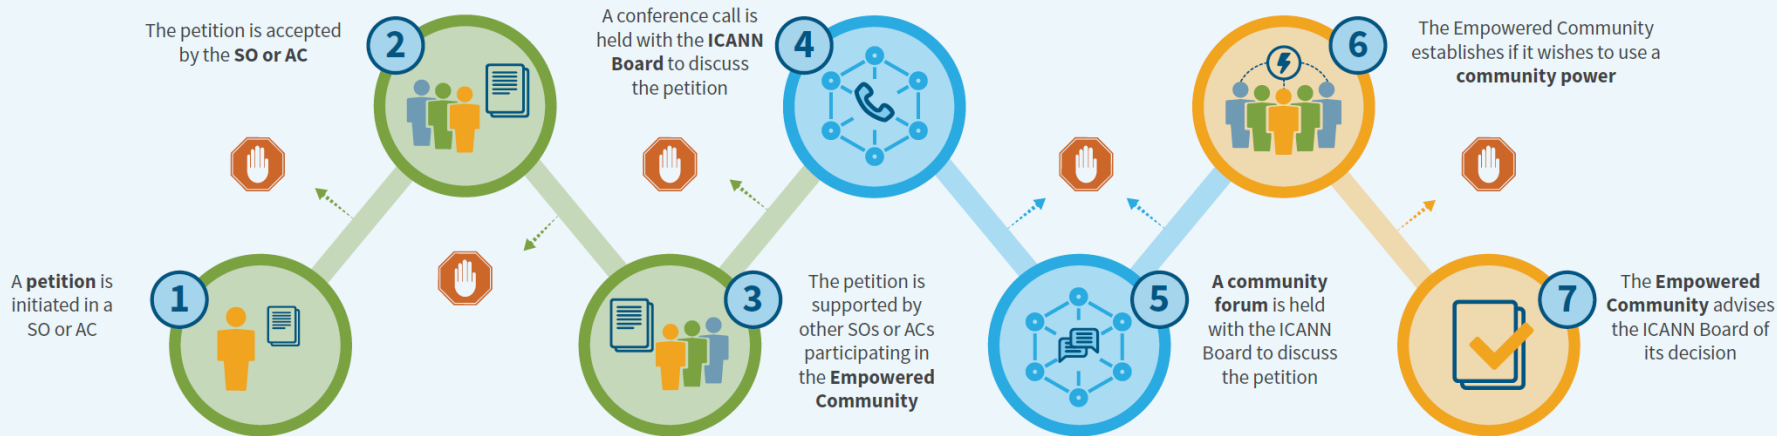 1
A petition is
initiated in a
SO or AC
2
The petition is accepted
by the SO or AC
3
The petition is
supported by
other SOs or ACs
participating in
the Empowered
Community
4
A conference call is
held with the ICANN
Board to discuss
the petition
5
A community
forum is held
with the ICANN
Board to discuss
the petition
6
The Empowered Community
establishes if it wishes to use a
community power
7
The Empowered
Community advises
the ICANN Board of
its decision